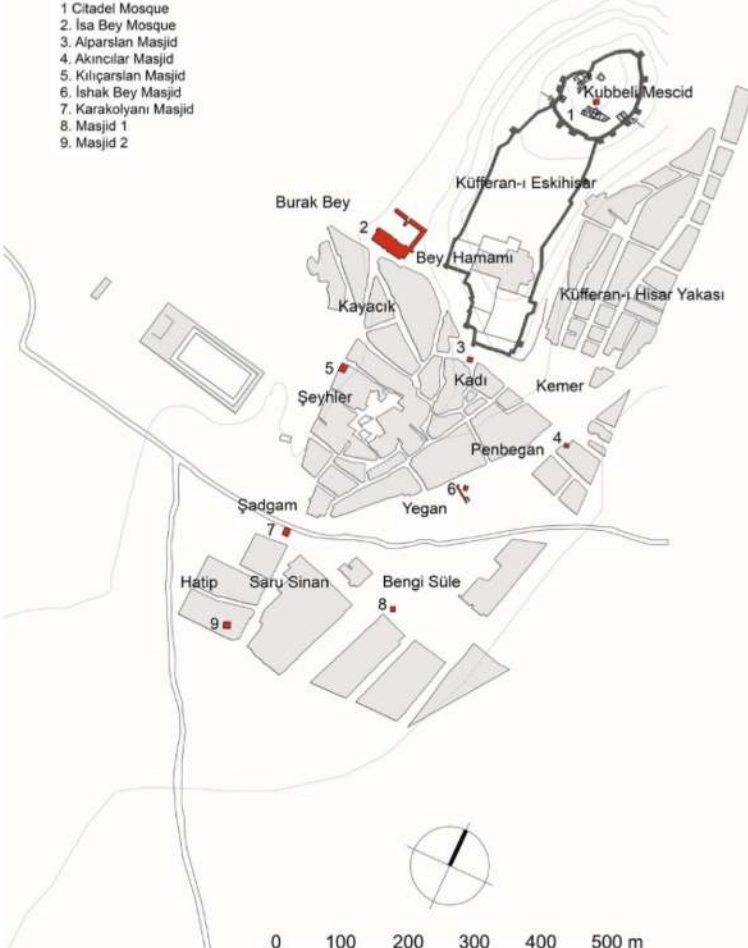 1 Citadel Mosque
2. İsa Bey Mosque
3. Alparslan Masjid
4. Akıncılar Masjid
5. Kılıçarslan Masjid
6. İshak Bey Masjid
7. Karakolyanı Masjid
8. Masjid 1
9. Masjid 2
Kubbeli Mescid
1
Küfferan-ı Eskihisar
Burak Bey
2
Bey Hamamı
Küfferan-ı Hisar Yakası
Kayacık
3
5
Kadı
Kemer
Şeyhler
Penbegan
4
6
Yegan
Şadgam
7
Hatip
Saru Sinan
Bengi Süle
8
9
0 100 200 300 400 500 m